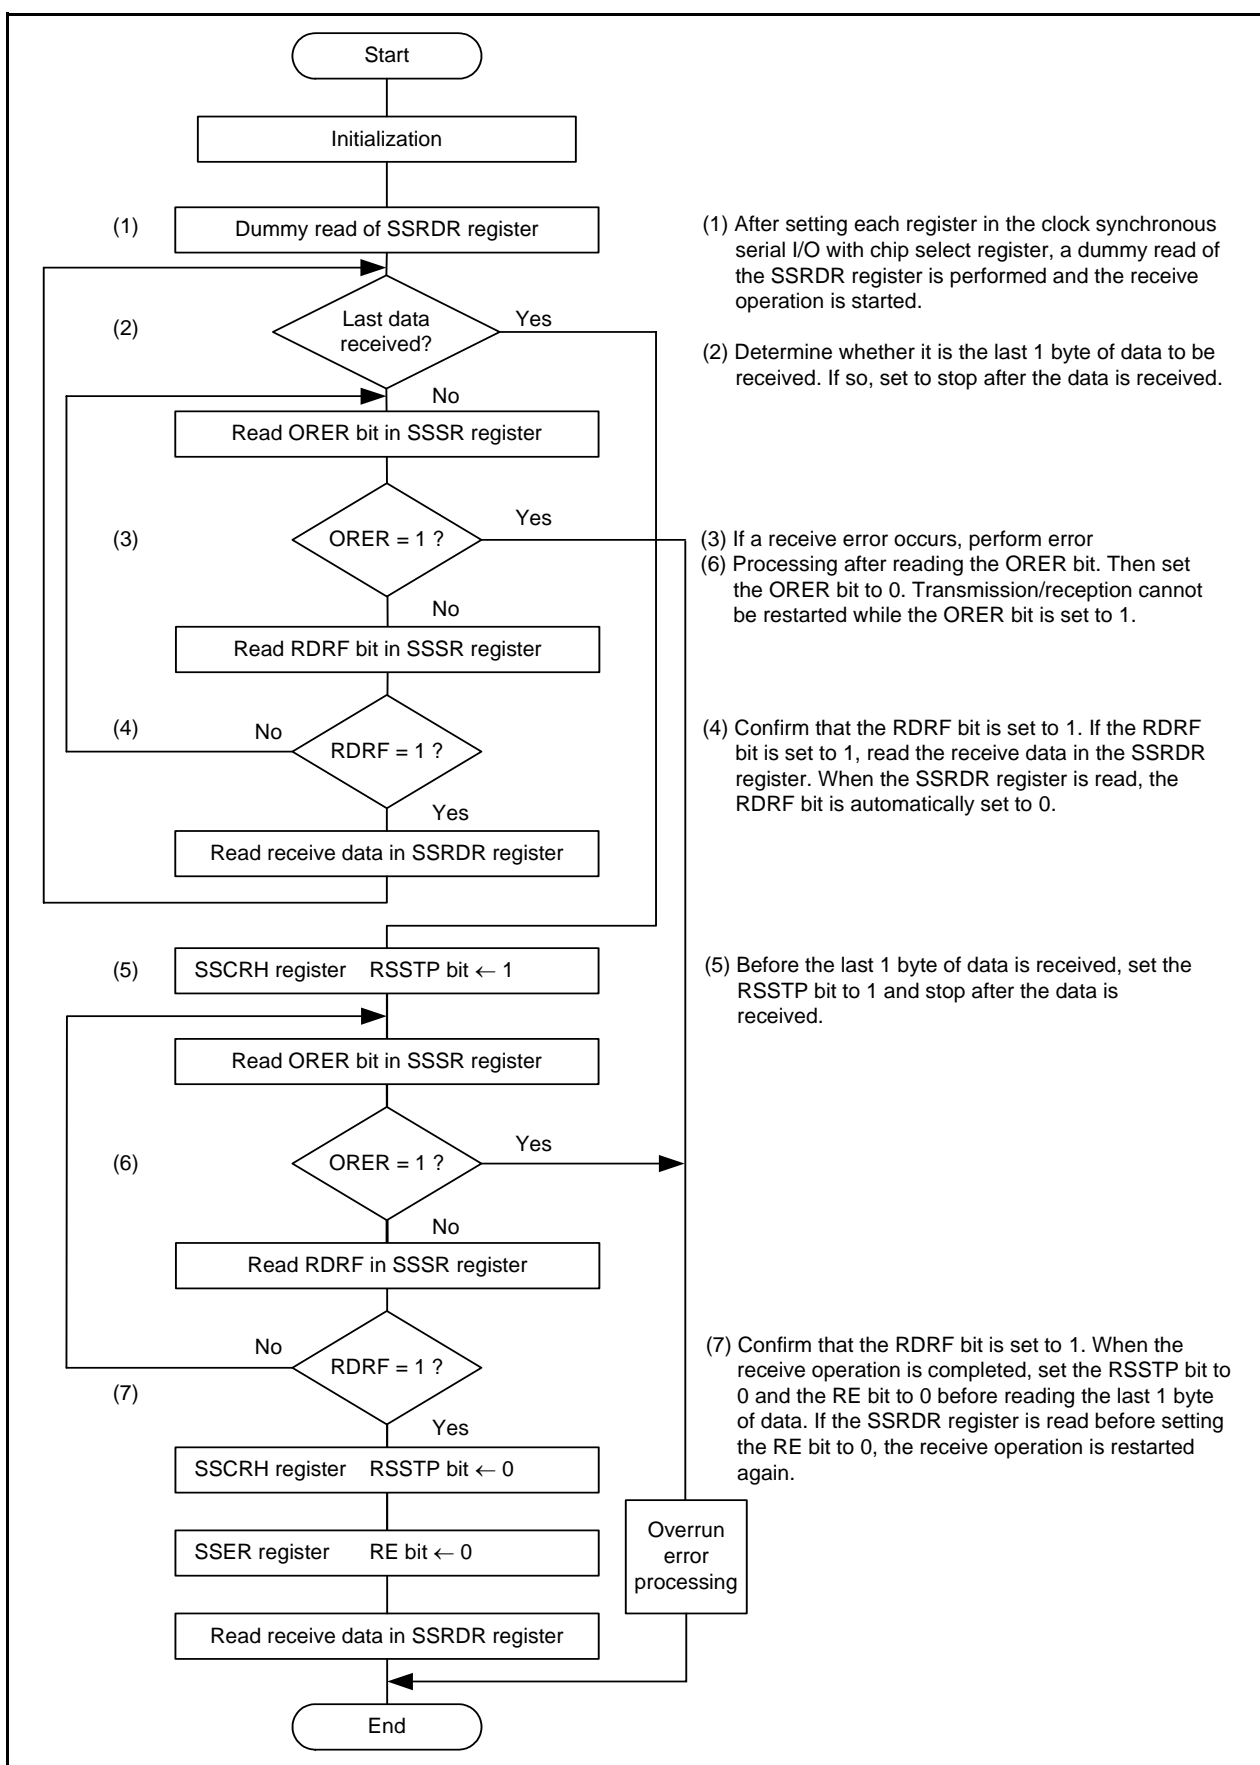 Start
Initialization
(1)
Dummy read of SSRDR register
(2)
Last data
received?
Yes
No
Read ORER bit in SSSR register
(3)
ORER = 1 ?
Yes
No
Read RDRF bit in SSSR register
(4)
No
RDRF = 1 ?
Yes
Read receive data in SSRDR register
(5)
SSCRH register RSSTP bit ← 1
Read ORER bit in SSSR register
(6)
ORER = 1 ?
Yes
No
Read RDRF in SSSR register
No
RDRF = 1 ?
(7)
Yes
SSCRH register RSSTP bit ← 0
SSER register RE bit ← 0
Read receive data in SSRDR register
End
Overrun
error
processing
(1) After setting each register in the clock synchronous
serial I/O with chip select register, a dummy read of
the SSRDR register is performed and the receive
operation is started.
(2) Determine whether it is the last 1 byte of data to be
received. If so, set to stop after the data is received.
(3) If a receive error occurs, perform error
(6) Processing after reading the ORER bit. Then set
the ORER bit to 0. Transmission/reception cannot
be restarted while the ORER bit is set to 1.
(4) Confirm that the RDRF bit is set to 1. If the RDRF
bit is set to 1, read the receive data in the SSRDR
register. When the SSRDR register is read, the
RDRF bit is automatically set to 0.
(5) Before the last 1 byte of data is received, set the
RSSTP bit to 1 and stop after the data is
received.
(7) Confirm that the RDRF bit is set to 1. When the
receive operation is completed, set the RSSTP bit to
0 and the RE bit to 0 before reading the last 1 byte
of data. If the SSRDR register is read before setting
the RE bit to 0, the receive operation is restarted
again.